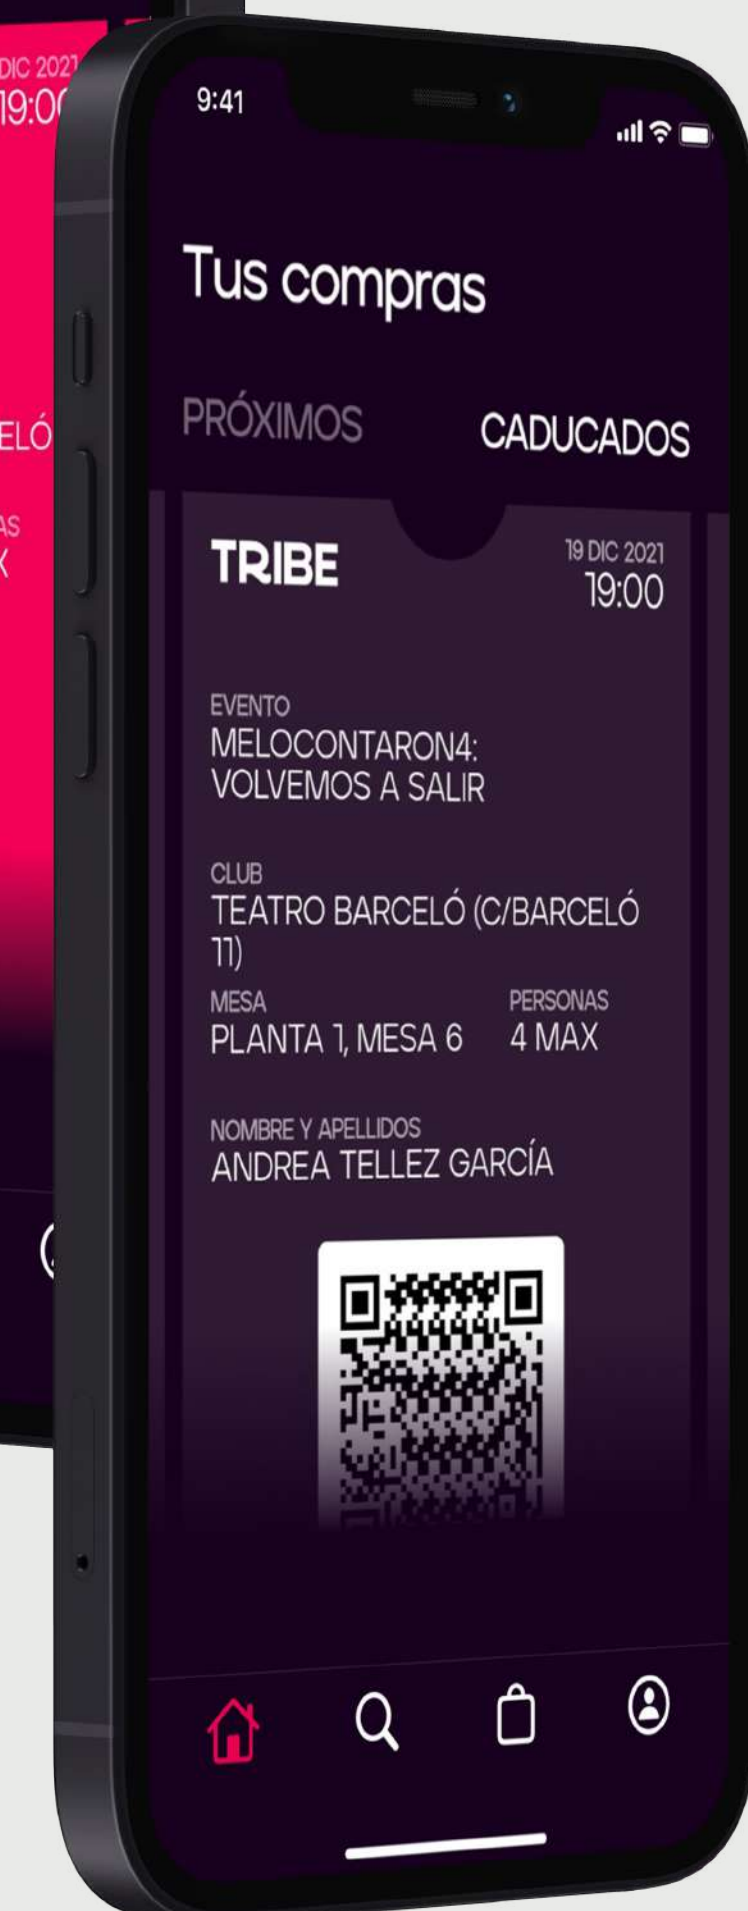 DIC 2021
19:00
ELÓ
AS
X
9:41
Tus compras
PRÓXIMOS
CADUCADOS
TRIBE
19 DIC 2021
19:00
EVENTO
MELOCONTARON4:
VOLVEMOS A SALIR
CLUB
TEATRO BARCELÓ (C/BARCELÓ
11)
MESA
PERSONAS
PLANTA 1, MESA 6
4 MAX
NOMBRE Y APELLIDOS
ANDREA TELLEZ GARCÍA